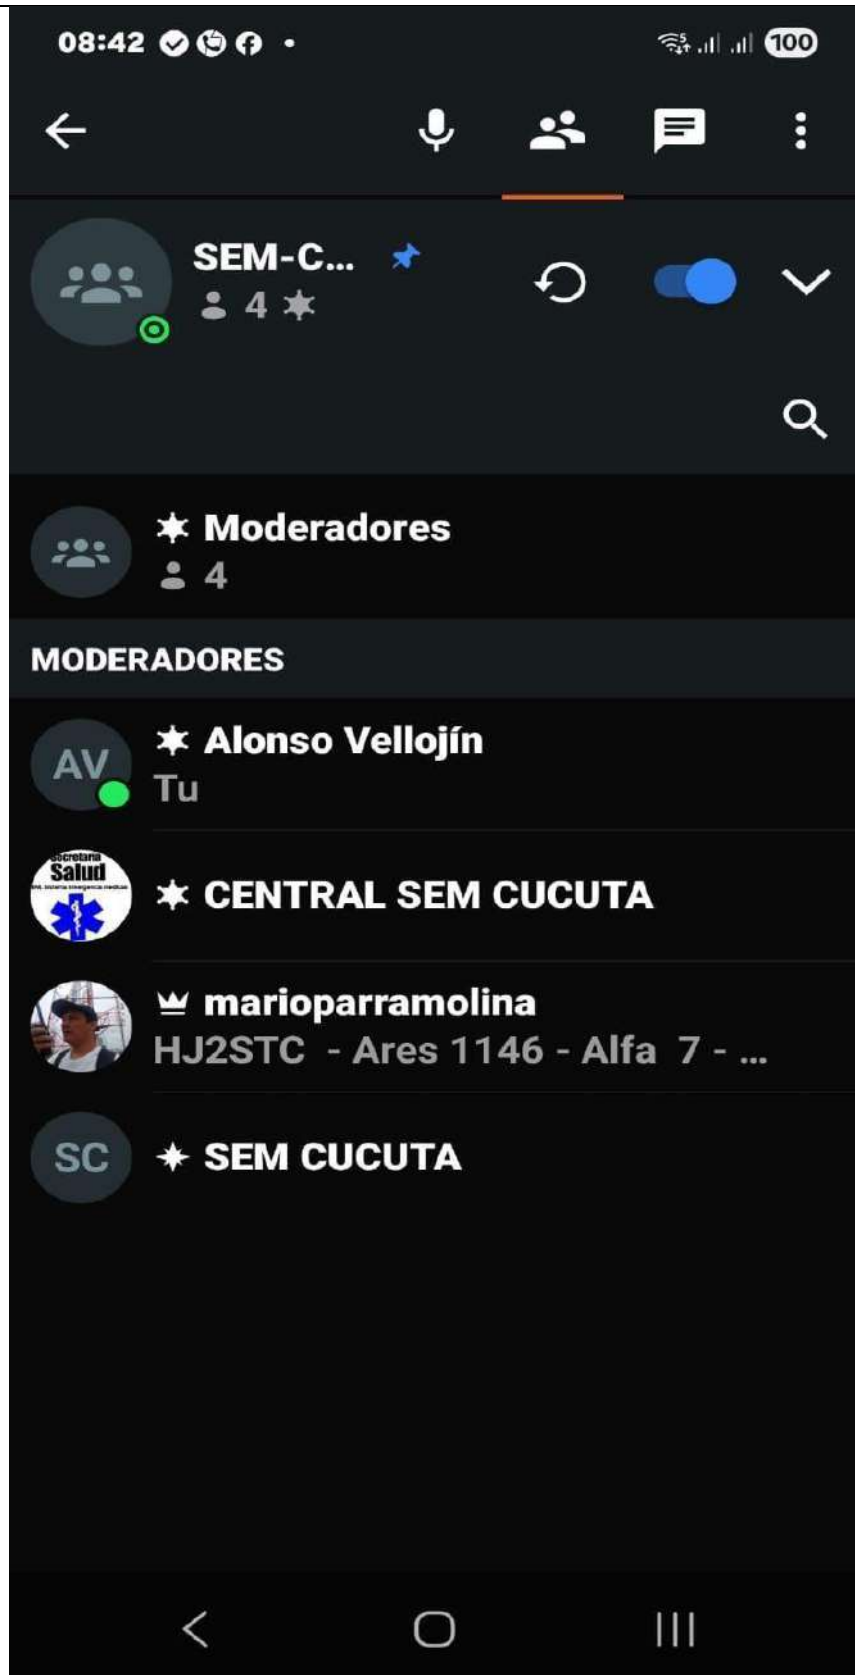 08:42
100
SEM-C...
4
Moderadores
4
MODERADORES
AV
Alonso Vellojín
Tu
Secretaria
Salud
CENTRAL SEM CUCUTA
marioparramolina
HJ2STC - Ares 1146 - Alfa 7 - ...
SC
SEM CUCUTA